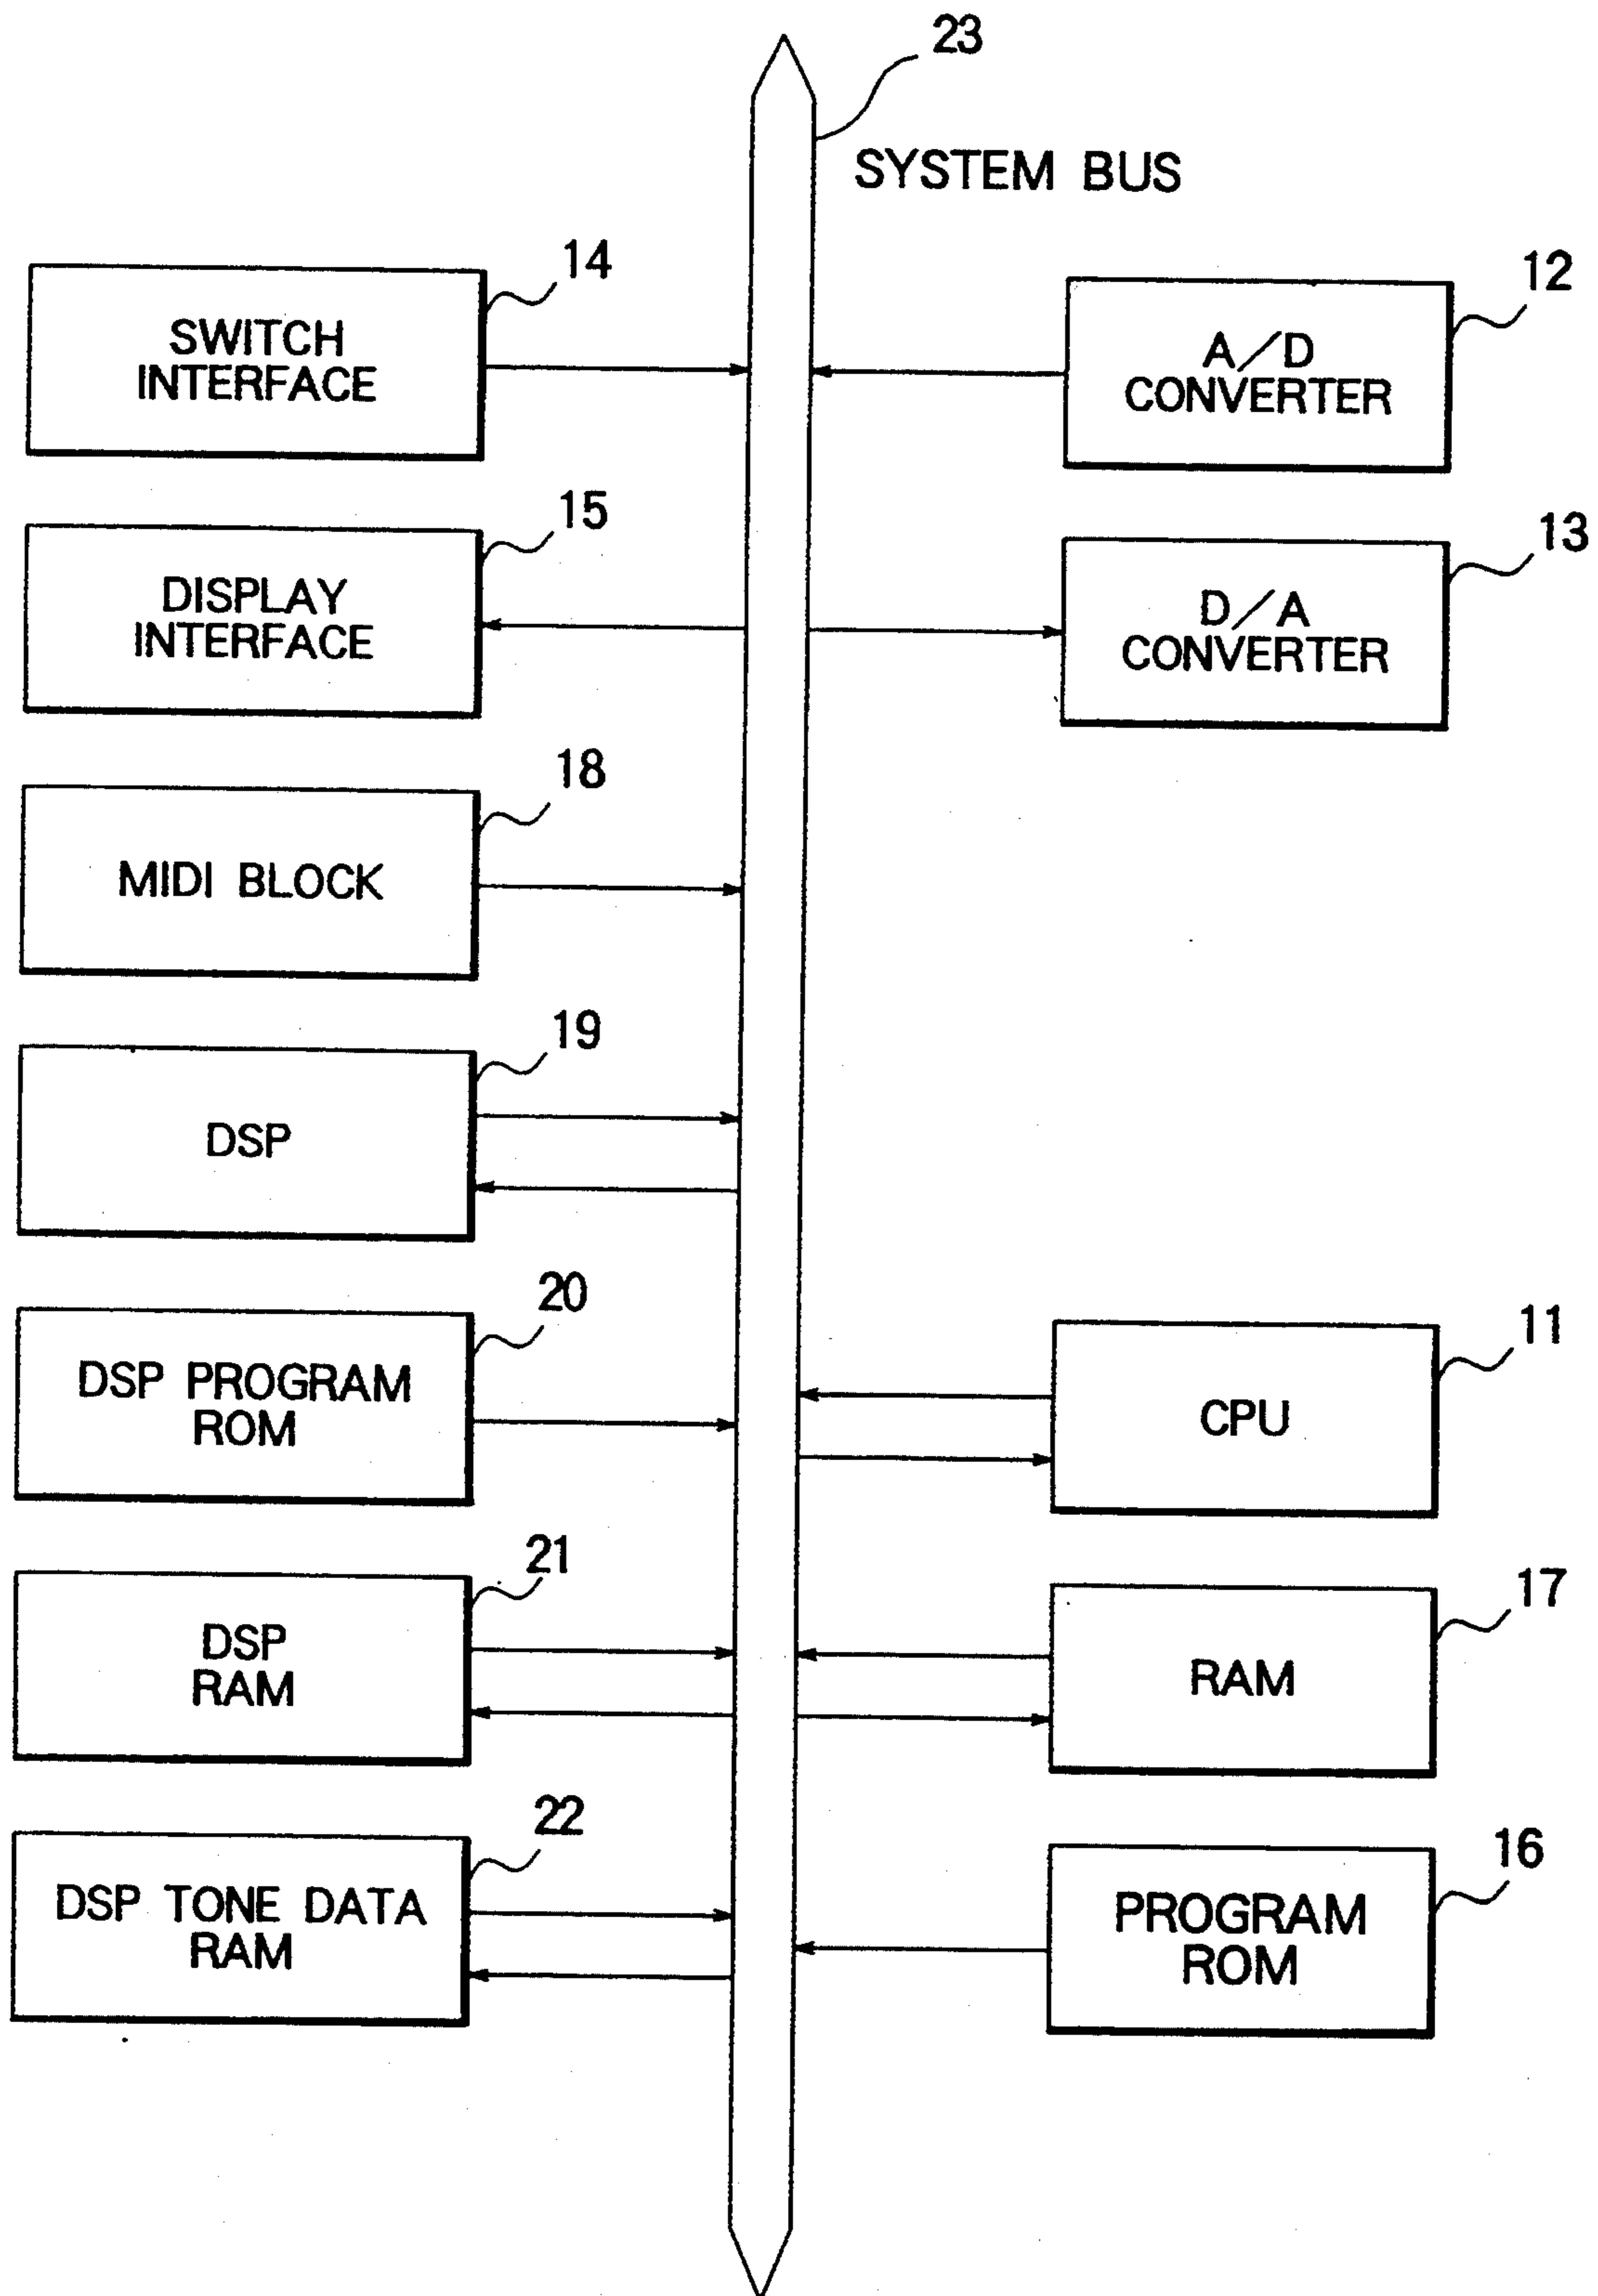 23
SYSTEM BUS
14
SWITCH
INTERFACE
12
A/D
CONVERTER
15
DISPLAY
INTERFACE
13
D/A
CONVERTER
18
MIDI BLOCK
19
DSP
20
DSP PROGRAM
ROM
11
CPU
21
DSP
RAM
17
RAM
22
DSP TONE DATA
RAM
16
PROGRAM
ROM